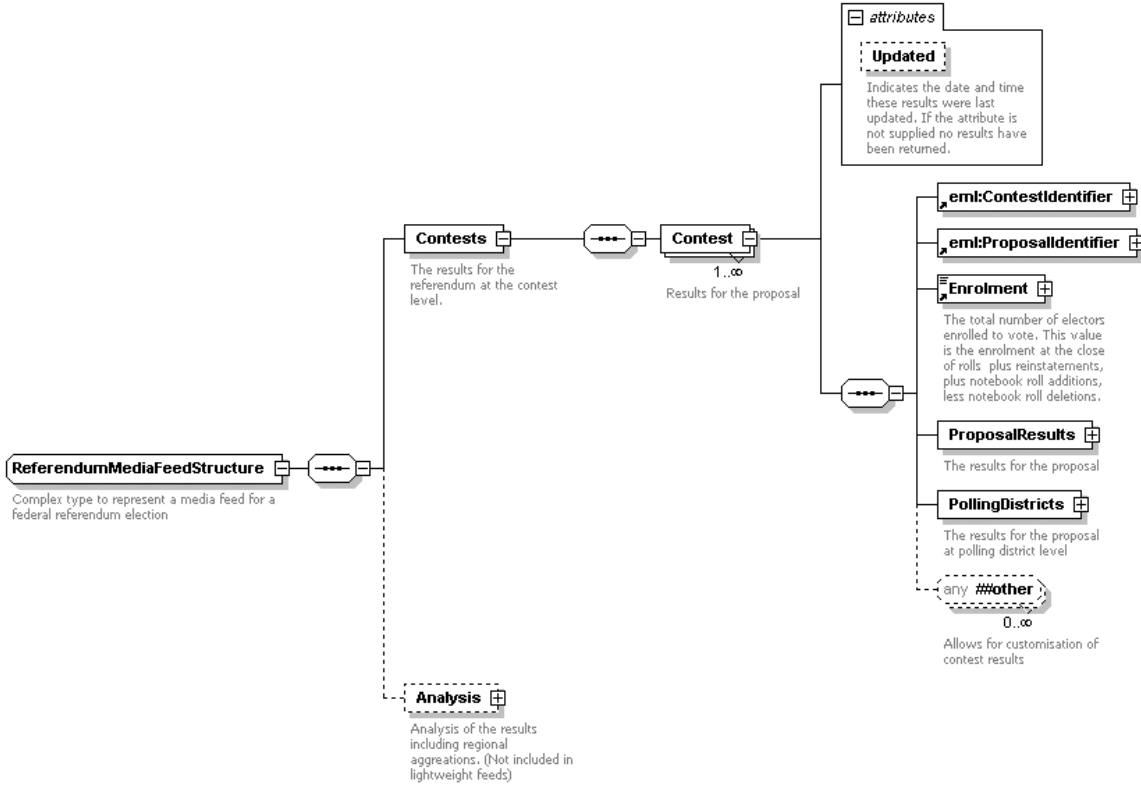 attributes
Updated
Indicates the date and time
these results were last
updated. If the attribute is
not supplied no results have
been returned.
eml:ContestIdentifier
Contests
Contest
eml:ProposalIdentifier
The results for the
referendum at the contest
level.
1..∞
Results for the proposal
Enrolment
The total number of electors
enrolled to vote. This value
is the enrolment at the close
of rolls plus reinstatements,
plus notebook roll additions,
less notebook roll deletions.
ProposalResults
The results for the proposal
ReferendumMediaFeedStructure
Complex type to represent a media feed for a
federal referendum election
PollingDistricts
The results for the proposal
at polling district level
any ##other
0..∞
Allows for customisation of
contest results
Analysis
Analysis of the results
including regional
aggreations. (Not included in
lightweight feeds)